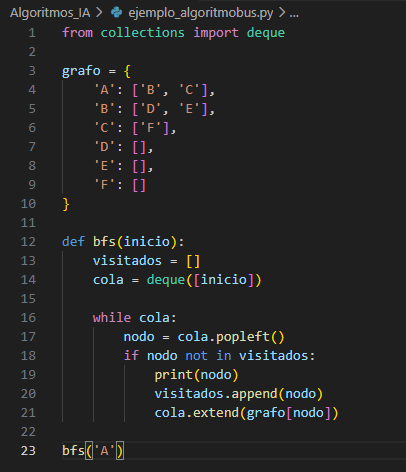 Algoritmos_IA > ejemplo_algoritmobus.py > ...
1 from collections import deque
2
3 grafo = {
4     'A': ['B', 'C'],
5     'B': ['D', 'E'],
6     'C': ['F'],
7     'D': [],
8     'E': [],
9     'F': []
10 }
11
12 def bfs(inicio):
13     visitados = []
14     cola = deque([inicio])
15
16     while cola:
17         nodo = cola.popleft()
18         if nodo not in visitados:
19             print(nodo)
20             visitados.append(nodo)
21             cola.extend(grafo[nodo])
22
23 bfs('A')